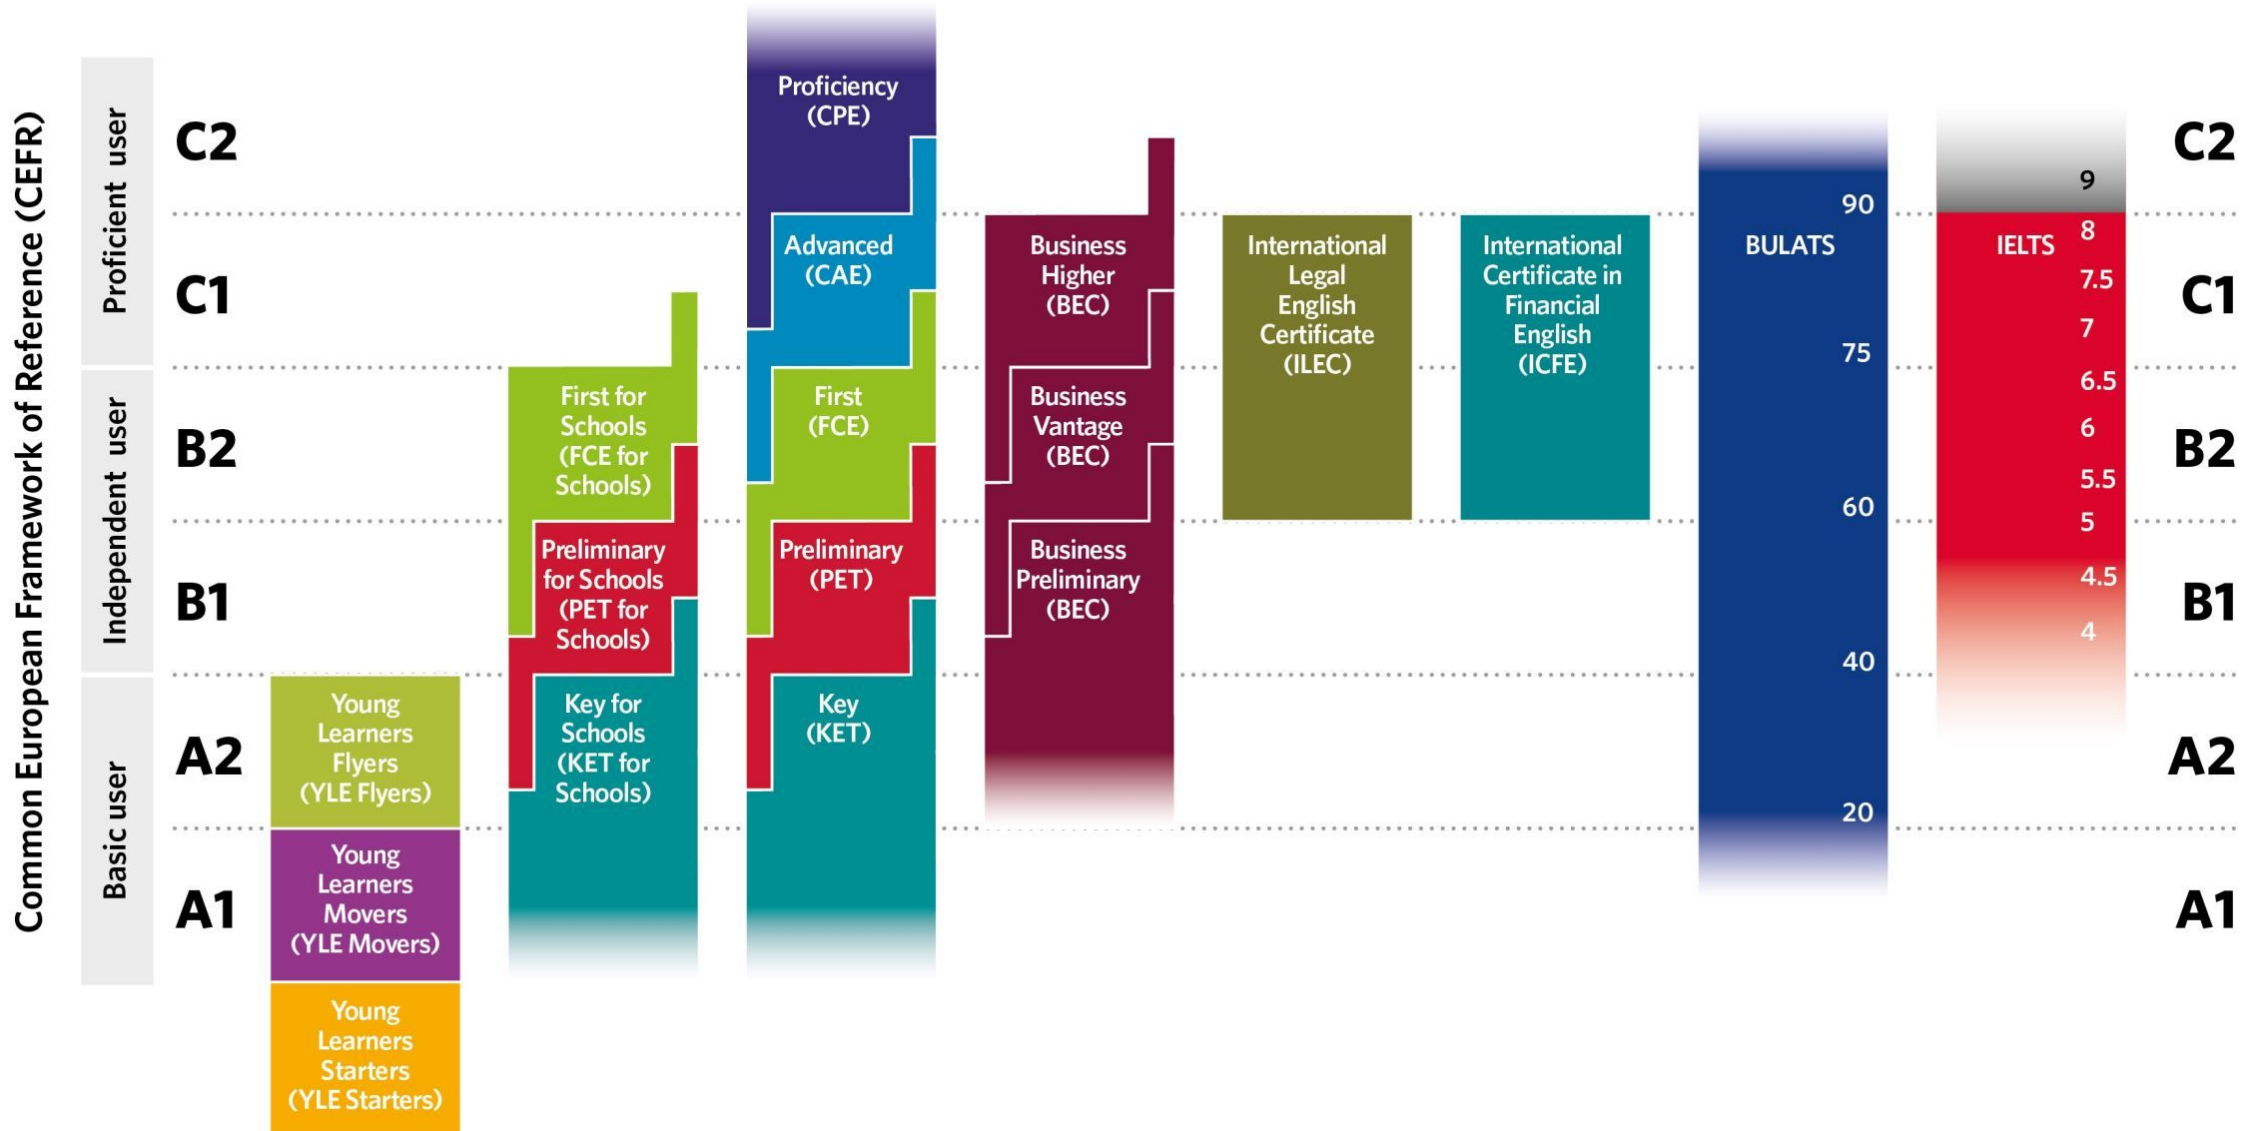 Common European Framework of Reference (CEFR)
Proficient user
Independent user
Basic user
C2
C1
B2
B1
A2
A1
Young
Learners
Flyers
(YLE Flyers)
Young
Learners
Movers
(YLE Movers)
Young
Learners
Starters
(YLE Starters)
First for
Schools
(FCE for
Schools)
Preliminary
for Schools
(PET for
Schools)
Key for
Schools
(KET for
Schools)
Proficiency
(CPE)
Advanced
(CAE)
First
(FCE)
Preliminary
(PET)
Key
(KET)
Business
Higher
(BEC)
Business
Vantage
(BEC)
Business
Preliminary
(BEC)
International
Legal
English
Certificate
(ILEC)
International
Certificate in
Financial
English
(ICFE)
BULATS
90
75
60
40
20
IELTS
9
8
7.5
7
6.5
6
5.5
5
4.5
4
C2
C1
B2
B1
A2
A1